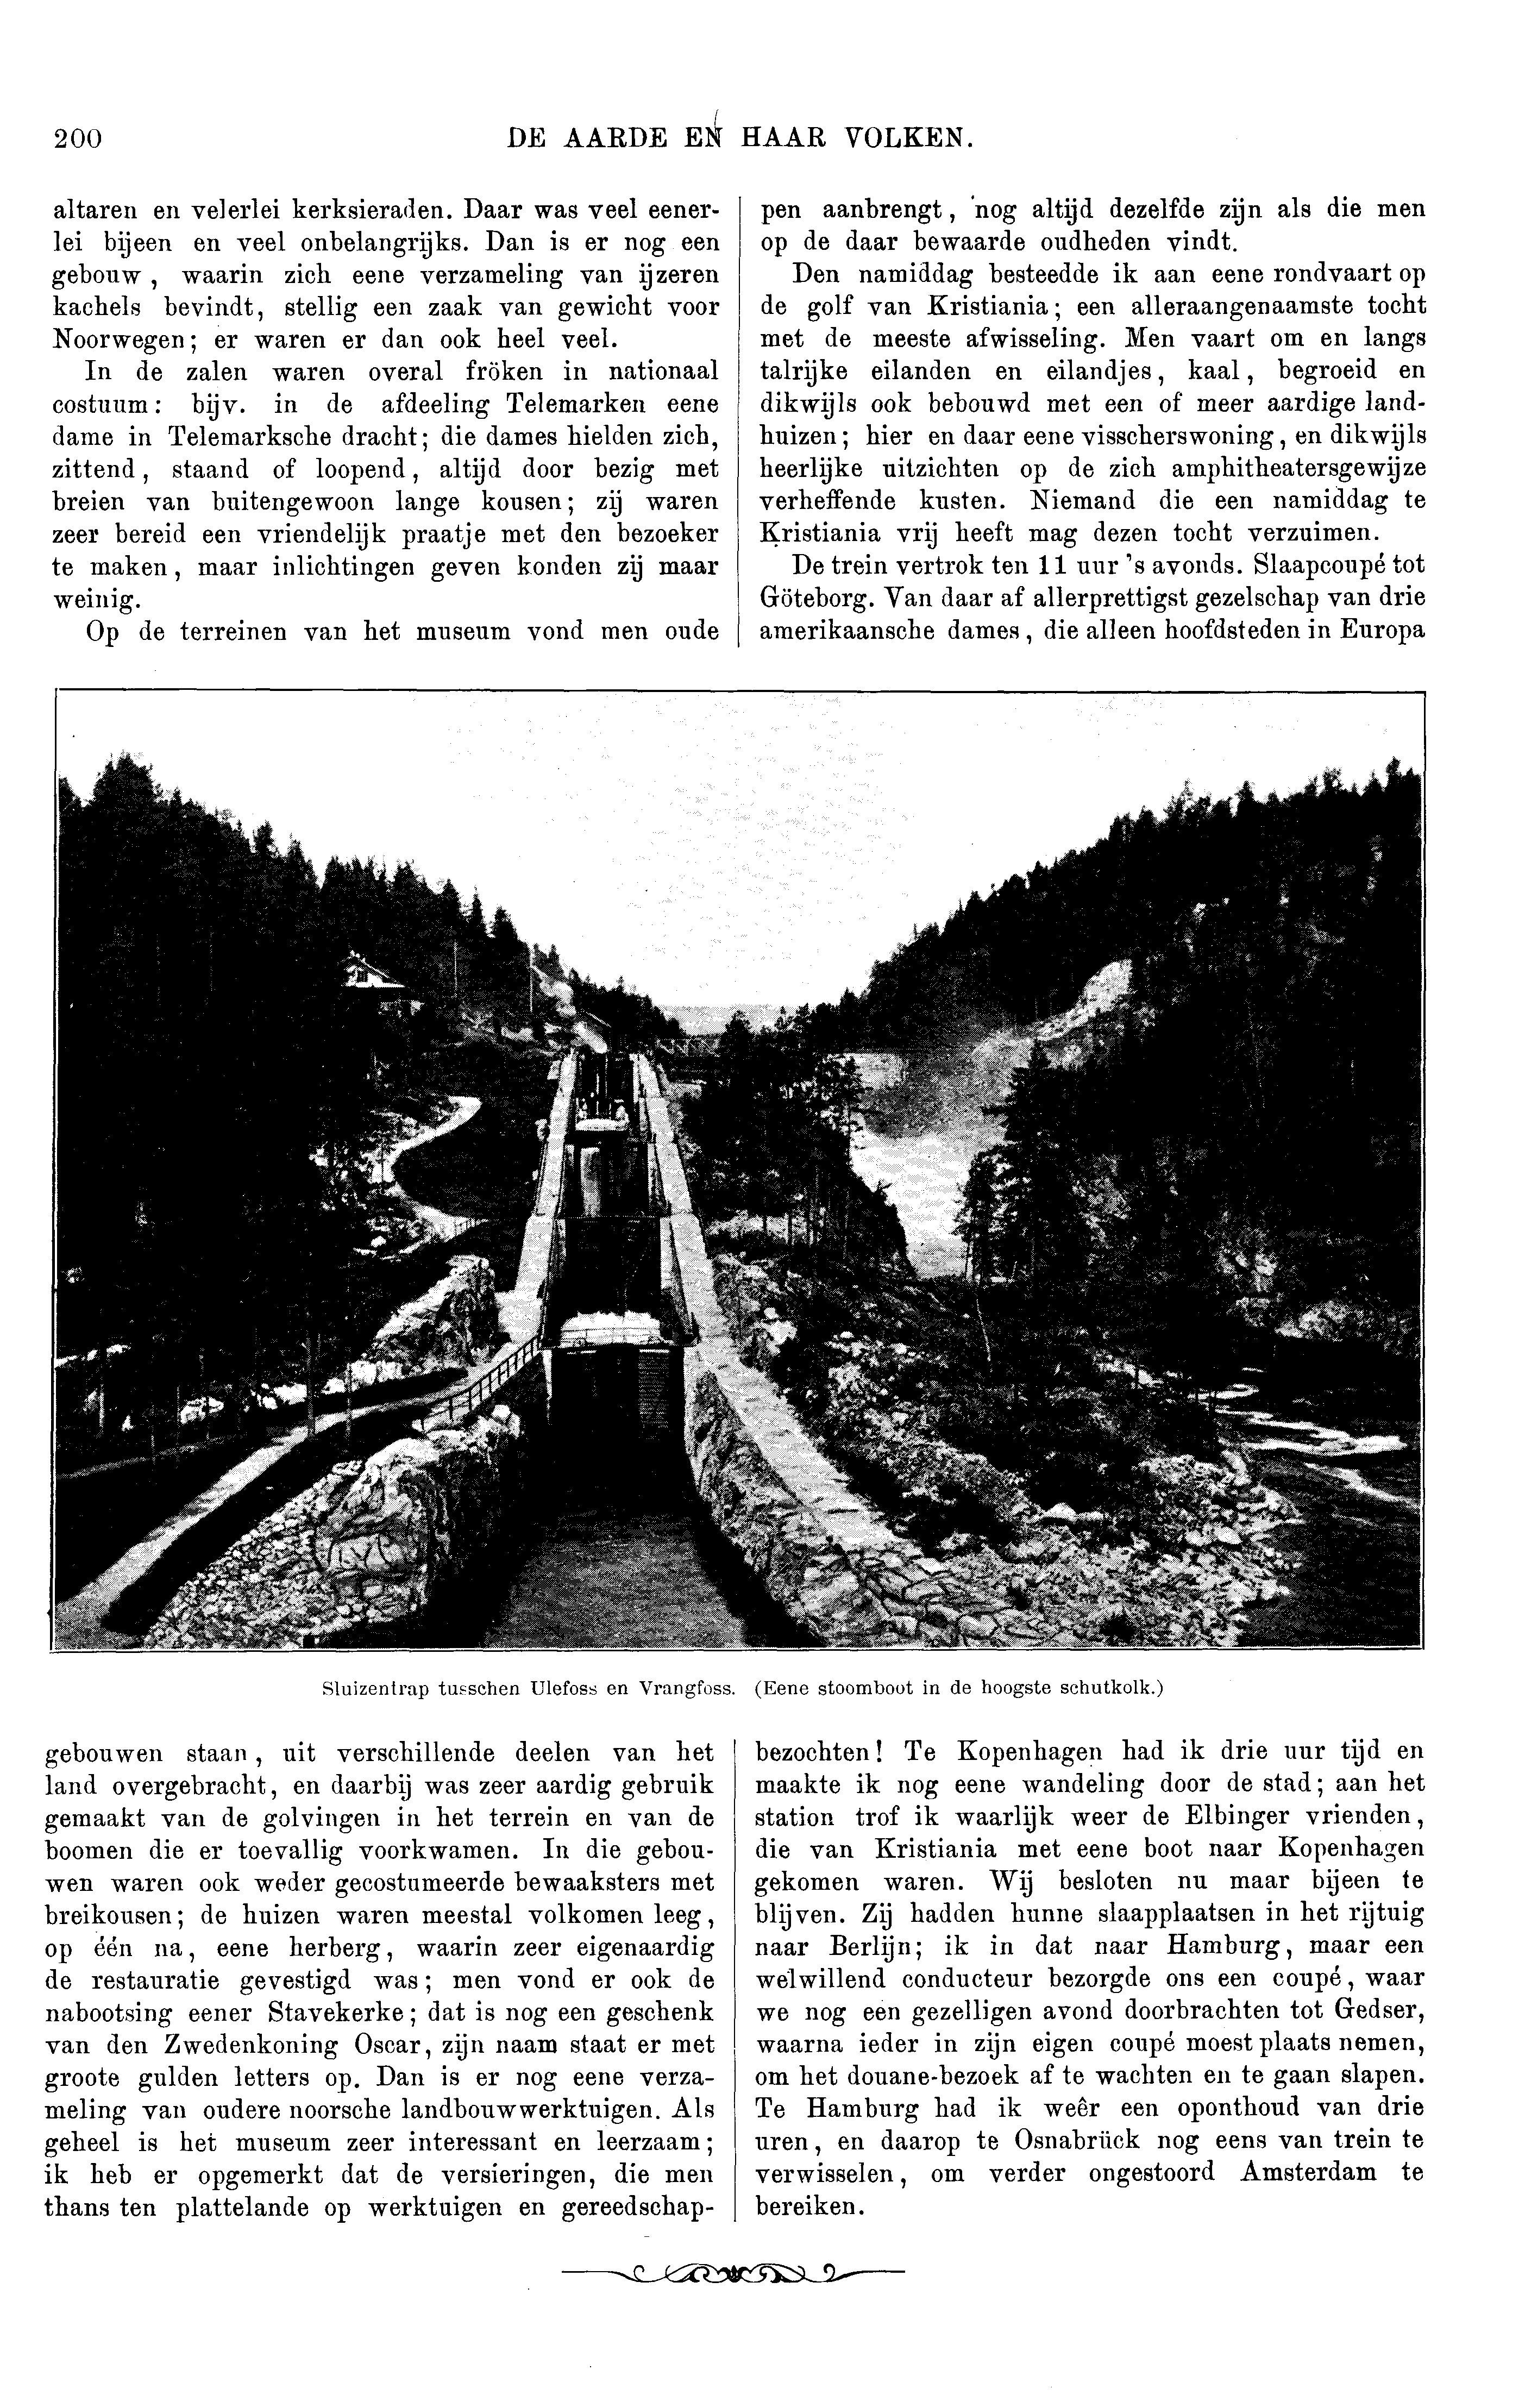 200
DE AARDE EN HAAR VOLKEN.
altaren en velerlei kerksieraden. Daar was veel eener-
lei bijeen en veel onbelangrijks. Dan is er nog een
gebouw, waarin zich eene verzameling van ijzeren
kachels bevindt, stellig een zaak van gewicht voor
Noorwegen; er waren er dan ook heel veel.
In de zalen waren overal fröken in nationaal
costuum: bijv. in de afdeeling Telemarken eene
dame in Telemarksche dracht; die dames hielden zich,
zittend, staand of loopend, altijd door bezig met
breien van buitengewoon lange kousen; zij waren
zeer bereid een vriendelijk praatje met den bezoeker
te maken, maar inlichtingen geven konden zij maar
weinig.
Op de terreinen van het museum vond men oude
gebouwen staan, uit verschillende deelen van het
land overgebracht, en daarbij was zeer aardig gebruik
gemaakt van de golvingen in het terrein en van de
boomen die er toevallig voorkwamen. In die gebou-
wen waren ook weder gecostumeerde bewaaksters met
breikousen; de huizen waren meestal volkomen leeg,
op één na, eene herberg, waarin zeer eigenaardig
de restauratie gevestigd was; men vond er ook de
nabootsing eener Stavekerke; dat is nog een geschenk
van den Zwedenkoning Oscar, zijn naam staat er met
groote gulden letters op. Dan is er nog eene verza-
meling van oudere noorsche landbouwwerktuigen. Als
geheel is het museum zeer interessant en leerzaam;
ik heb er opgemerkt dat de versieringen, die men
thans ten plattelande op werktuigen en gereedschap-
pen aanbrengt, nog altijd dezelfde zijn als die men
op de daar bewaarde oudheden vindt.
Den namiddag besteedde ik aan eene rondvaart op
de golf van Kristiania; een alleraangenaamste tocht
met de meeste afwisseling. Men vaart om en langs
talrijke eilanden en eilandjes, kaal, begroeid en
dikwijls ook bebouwd met een of meer aardige land-
huizen; hier en daar eene visscherswoning, en dikwijls
heerlijke uitzichten op de zich amphitheatersgewijze
verheffende kusten. Niemand die een namiddag te
Kristiania vrij heeft mag dezen tocht verzuimen.
De trein vertrok ten 11 uur 's avonds. Slaapcoupé tot
Göteborg. Van daar af allerprettigst gezelschap van drie
amerikaansche dames, die alleen hoofdsteden in Europa
bezochten! Te Kopenhagen had ik drie uur tijd en
maakte ik nog eene wandeling door de stad; aan het
station trof ik waarlijk weer de Elbinger vrienden,
die van Kristiania met eene boot naar Kopenhagen
gekomen waren. Wij besloten nu maar bijeen te
blijven. Zij hadden hunne slaapplaatsen in het rijtuig
naar Berlijn; ik in dat naar Hamburg, maar een
welwillend conducteur bezorgde ons een coupé, waar
we nog een gezelligen avond doorbrachten tot Gedser,
waarna ieder in zijn eigen coupé moest plaats nemen,
om het douane-bezoek af te wachten en te gaan slapen.
Te Hamburg had ik weêr een oponthoud van drie
uren, en daarop te Osnabrück nog eens van trein te
verwisselen, om verder ongestoord Amsterdam te
bereiken.
Sluizentrap tusschen Ulefoss en Vrangfoss. (Eene stoomboot in de hoogste schutkolk.)